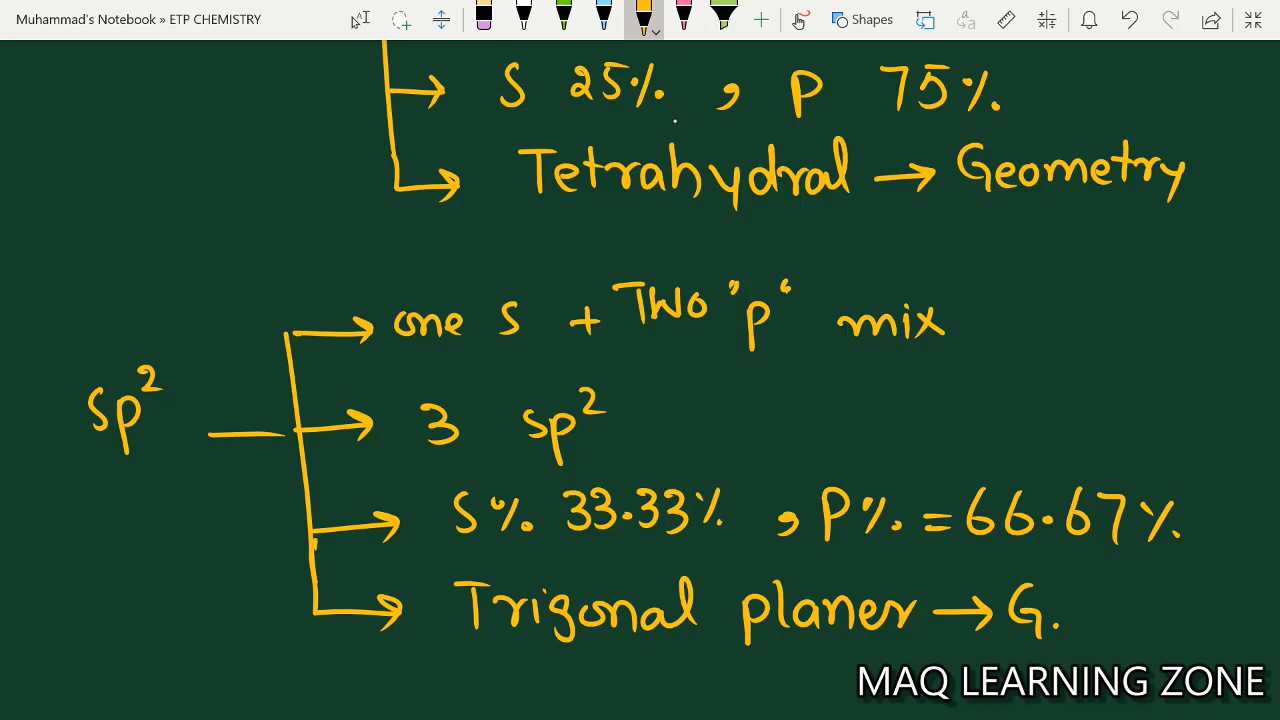 Muhammad's Notebook » ETP CHEMISTRY
Shapes
S 25% , P 75%
Tetrahydral → Geometry
one S + Two "p" mix
sp²
3 sp²
S% 33.33% , P% = 66.67%
Trigonal planer → G.
MAQ LEARNING ZONE